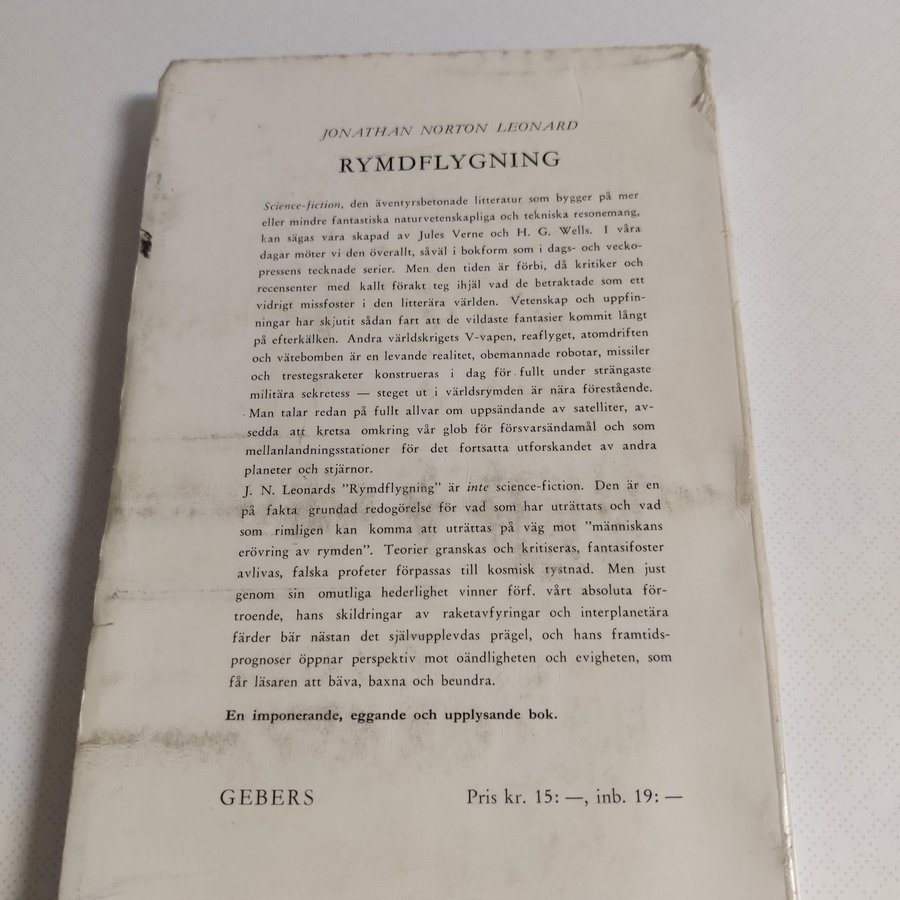 JONATHAN NORTON LEONARD
RYMDFLYGNING
Science-fiction, den äventyrsbetonade litteratur som bygger på mer
eller mindre fantastiska naturvetenskapliga och tekniska resonemang,
kan sägas vara skapad av Jules Verne och H. G. Wells. I våra
dagar möter vi den överallt, såväl i bokform som i dags- och vecko-
pressens tecknade serier. Men den tiden är förbi, då kritiker och
recensenter med kallt förakt teg ihjäl vad de betraktade som ett
vidrigt missfoster i den litterära världen. Vetenskap och uppfin-
ningar har skjutit sådan fart att de vildaste fantasier kommit långt
på efterkälken. Andra världskrigets V-vapen, reaflyget, atomdriften
och vätebomben är en levande realitet, obemannade robotar, missiler
och trestegsraketer konstrueras i dag för fullt under strängaste
militära sekretess — steget ut i världsrymden är nära förestående.
Man talar redan på fullt allvar om uppsändande av satelliter, av-
sedda att kretsa omkring vår glob för försvarsändamål och som
mellanlandningsstationer för det fortsatta utforskandet av andra
planeter och stjärnor.
J. N. Leonards ”Rymdflygning” är inte science-fiction. Den är en
på fakta grundad redogörelse för vad som har uträttats och vad
som rimligen kan komma att uträttas på väg mot ”människans
erövring av rymden”. Teorier granskas och kritiseras, fantasifoster
avlivas, falska profeter förpassas till kosmisk tystnad. Men just
genom sin omutliga hederlighet vinner förf. vårt absoluta för-
troende, hans skildringar av raketavfyringar och interplanetära
färder bär nästan det självupplevdas prägel, och hans framtids-
prognoser öppnar perspektiv mot oändligheten och evigheten, som
får läsaren att bäva, baxna och beundra.
En imponerande, eggande och upplysande bok.
GEBERS Pris kr. 15: —, inb. 19: —